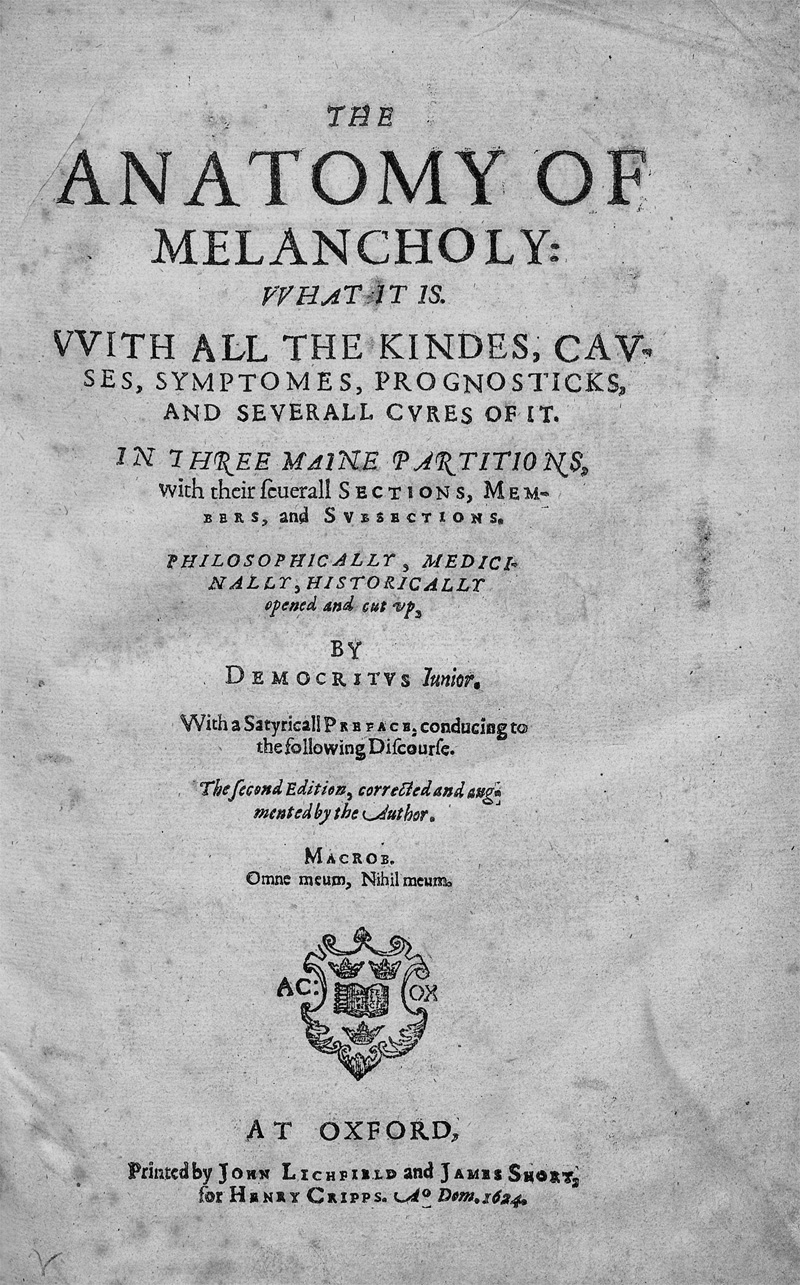 THE
ANATOMY OF
MELANCHOLY:
VVHAT IT IS.
VVITH ALL THE KINDES, CAV-
SES, SYMPTOMES, PROGNOSTICKS,
AND SEVERALL CVRES OF IT.
IN THREE MAINE PARTITIONS,
with their ſeuerall SECTIONS, MEM-
BERS, and SVBSECTIONS.
PHILOSOPHICALLY, MEDICI-
NALLY, HISTORICALLY
opened and cut vp,
BY
DEMOCRITVS Iunior.
With a Satyricall PREFACE, conducing to
the following Diſcourſe.
The ſecond Edition, corrected and aug-
mented by the Author.
MACROB.
Omne meum, Nihil meum.
AC: OX
AT OXFORD,
Printed by JOHN LICHFIELD and JAMES SHORT,
for HENRY CRIPPS. Aº Dom. 1624.